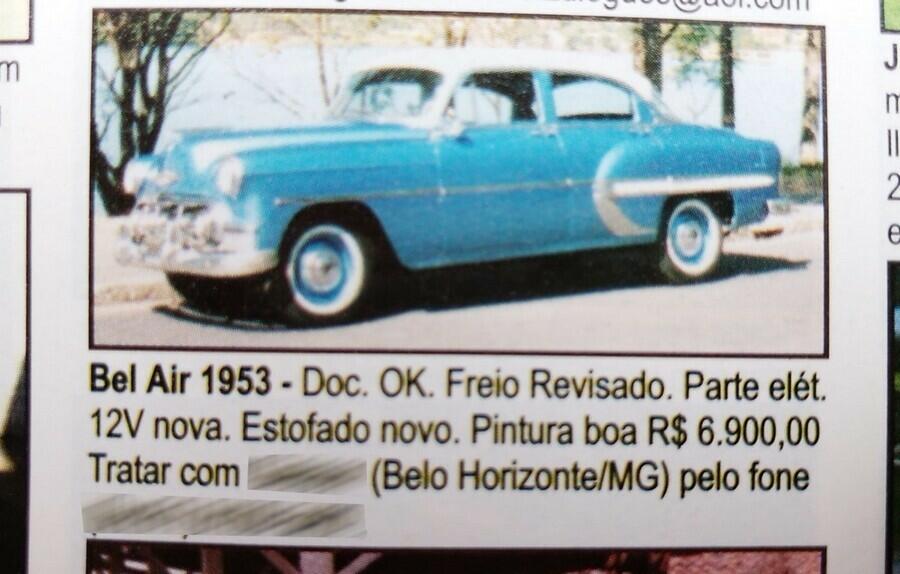 Bel Air 1953 - Doc. OK. Freio Revisado. Parte elét.
12V nova. Estofado novo. Pintura boa R$ 6.900,00
Tratar com (Belo Horizonte/MG) pelo fone